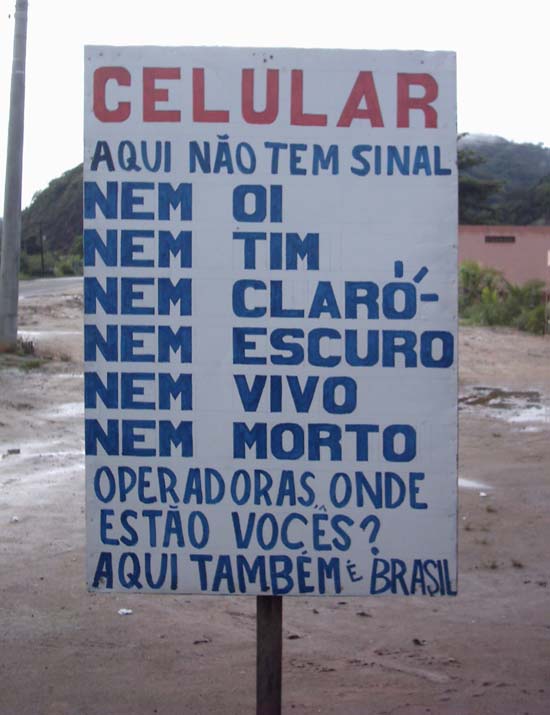 CELULAR
AQUI NÃO TEM SINAL
NEM OI
NEM TIM
NEM CLARO
NEM ESCURO
NEM VIVO
NEM MORTO
OPERADORAS, ONDE
ESTÃO VOCÊS?
AQUI TAMBÉM É BRASIL